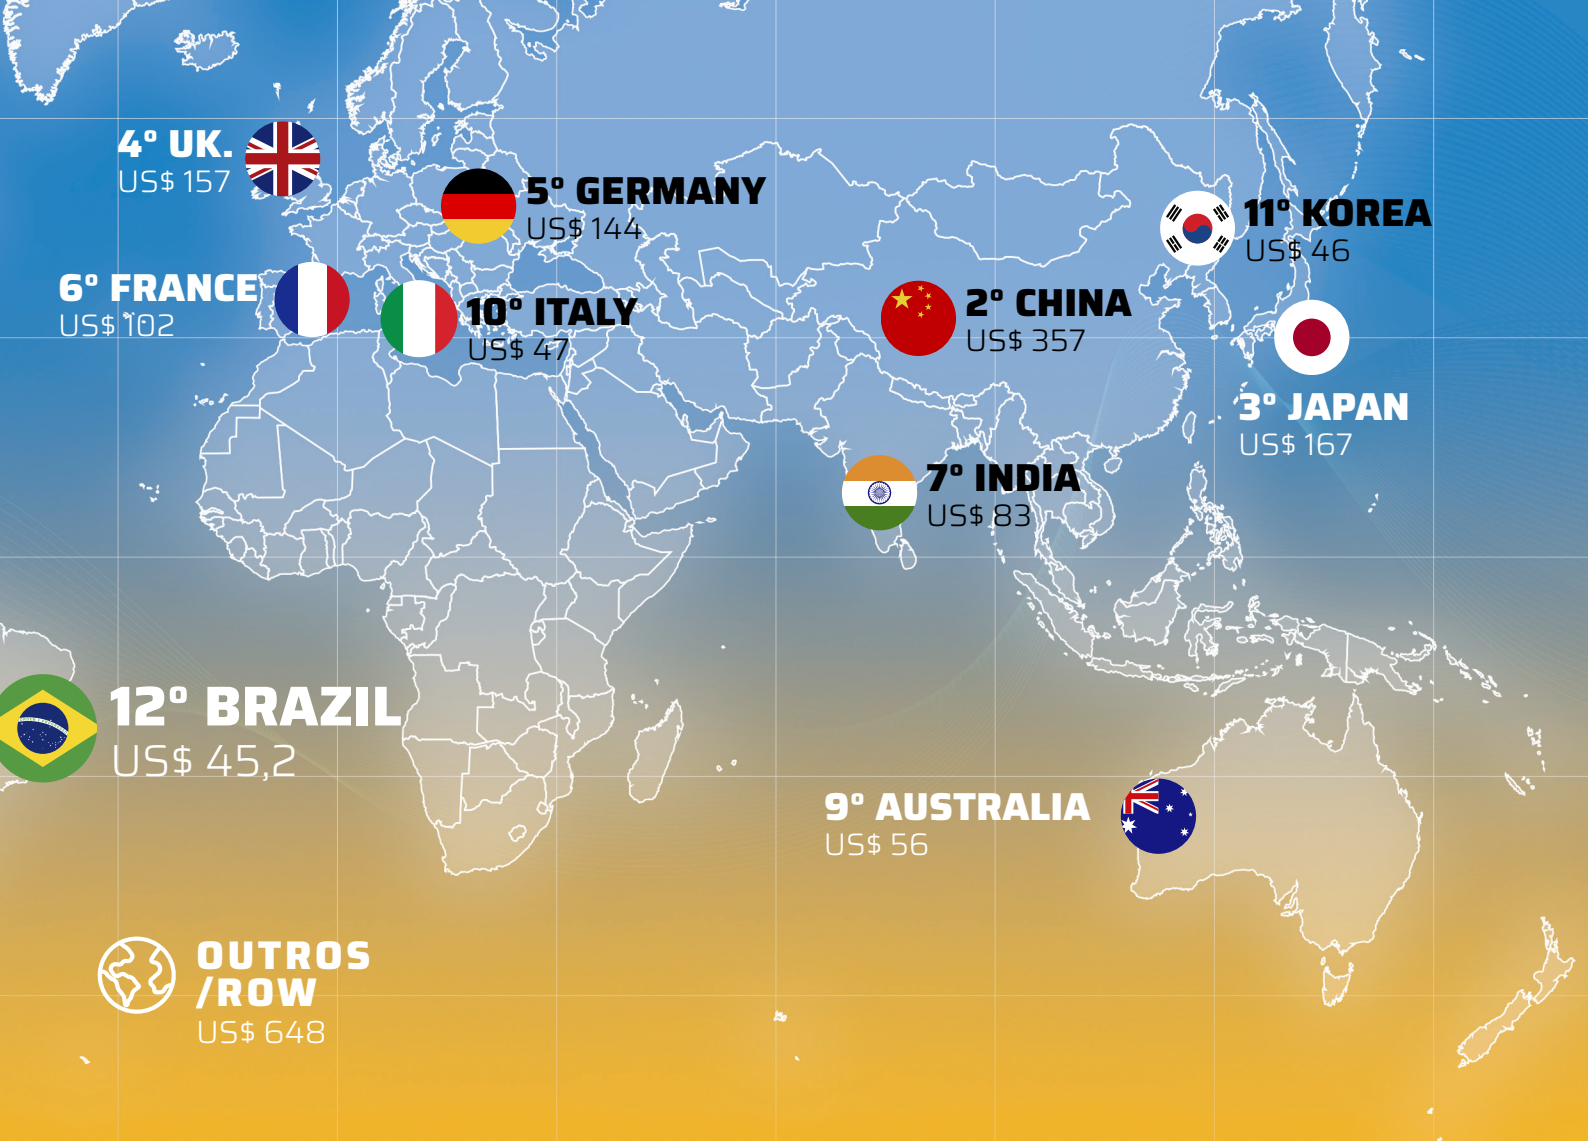 4º UK.
US$ 157
5º GERMANY
US$ 144
11º KOREA
US$ 46
6º FRANCE
US$ 102
10º ITALY
US$ 47
2º CHINA
US$ 357
3º JAPAN
US$ 167
7º INDIA
US$ 83
12º BRAZIL
US$ 45,2
9º AUSTRALIA
US$ 56
OUTROS
/ROW
US$ 648